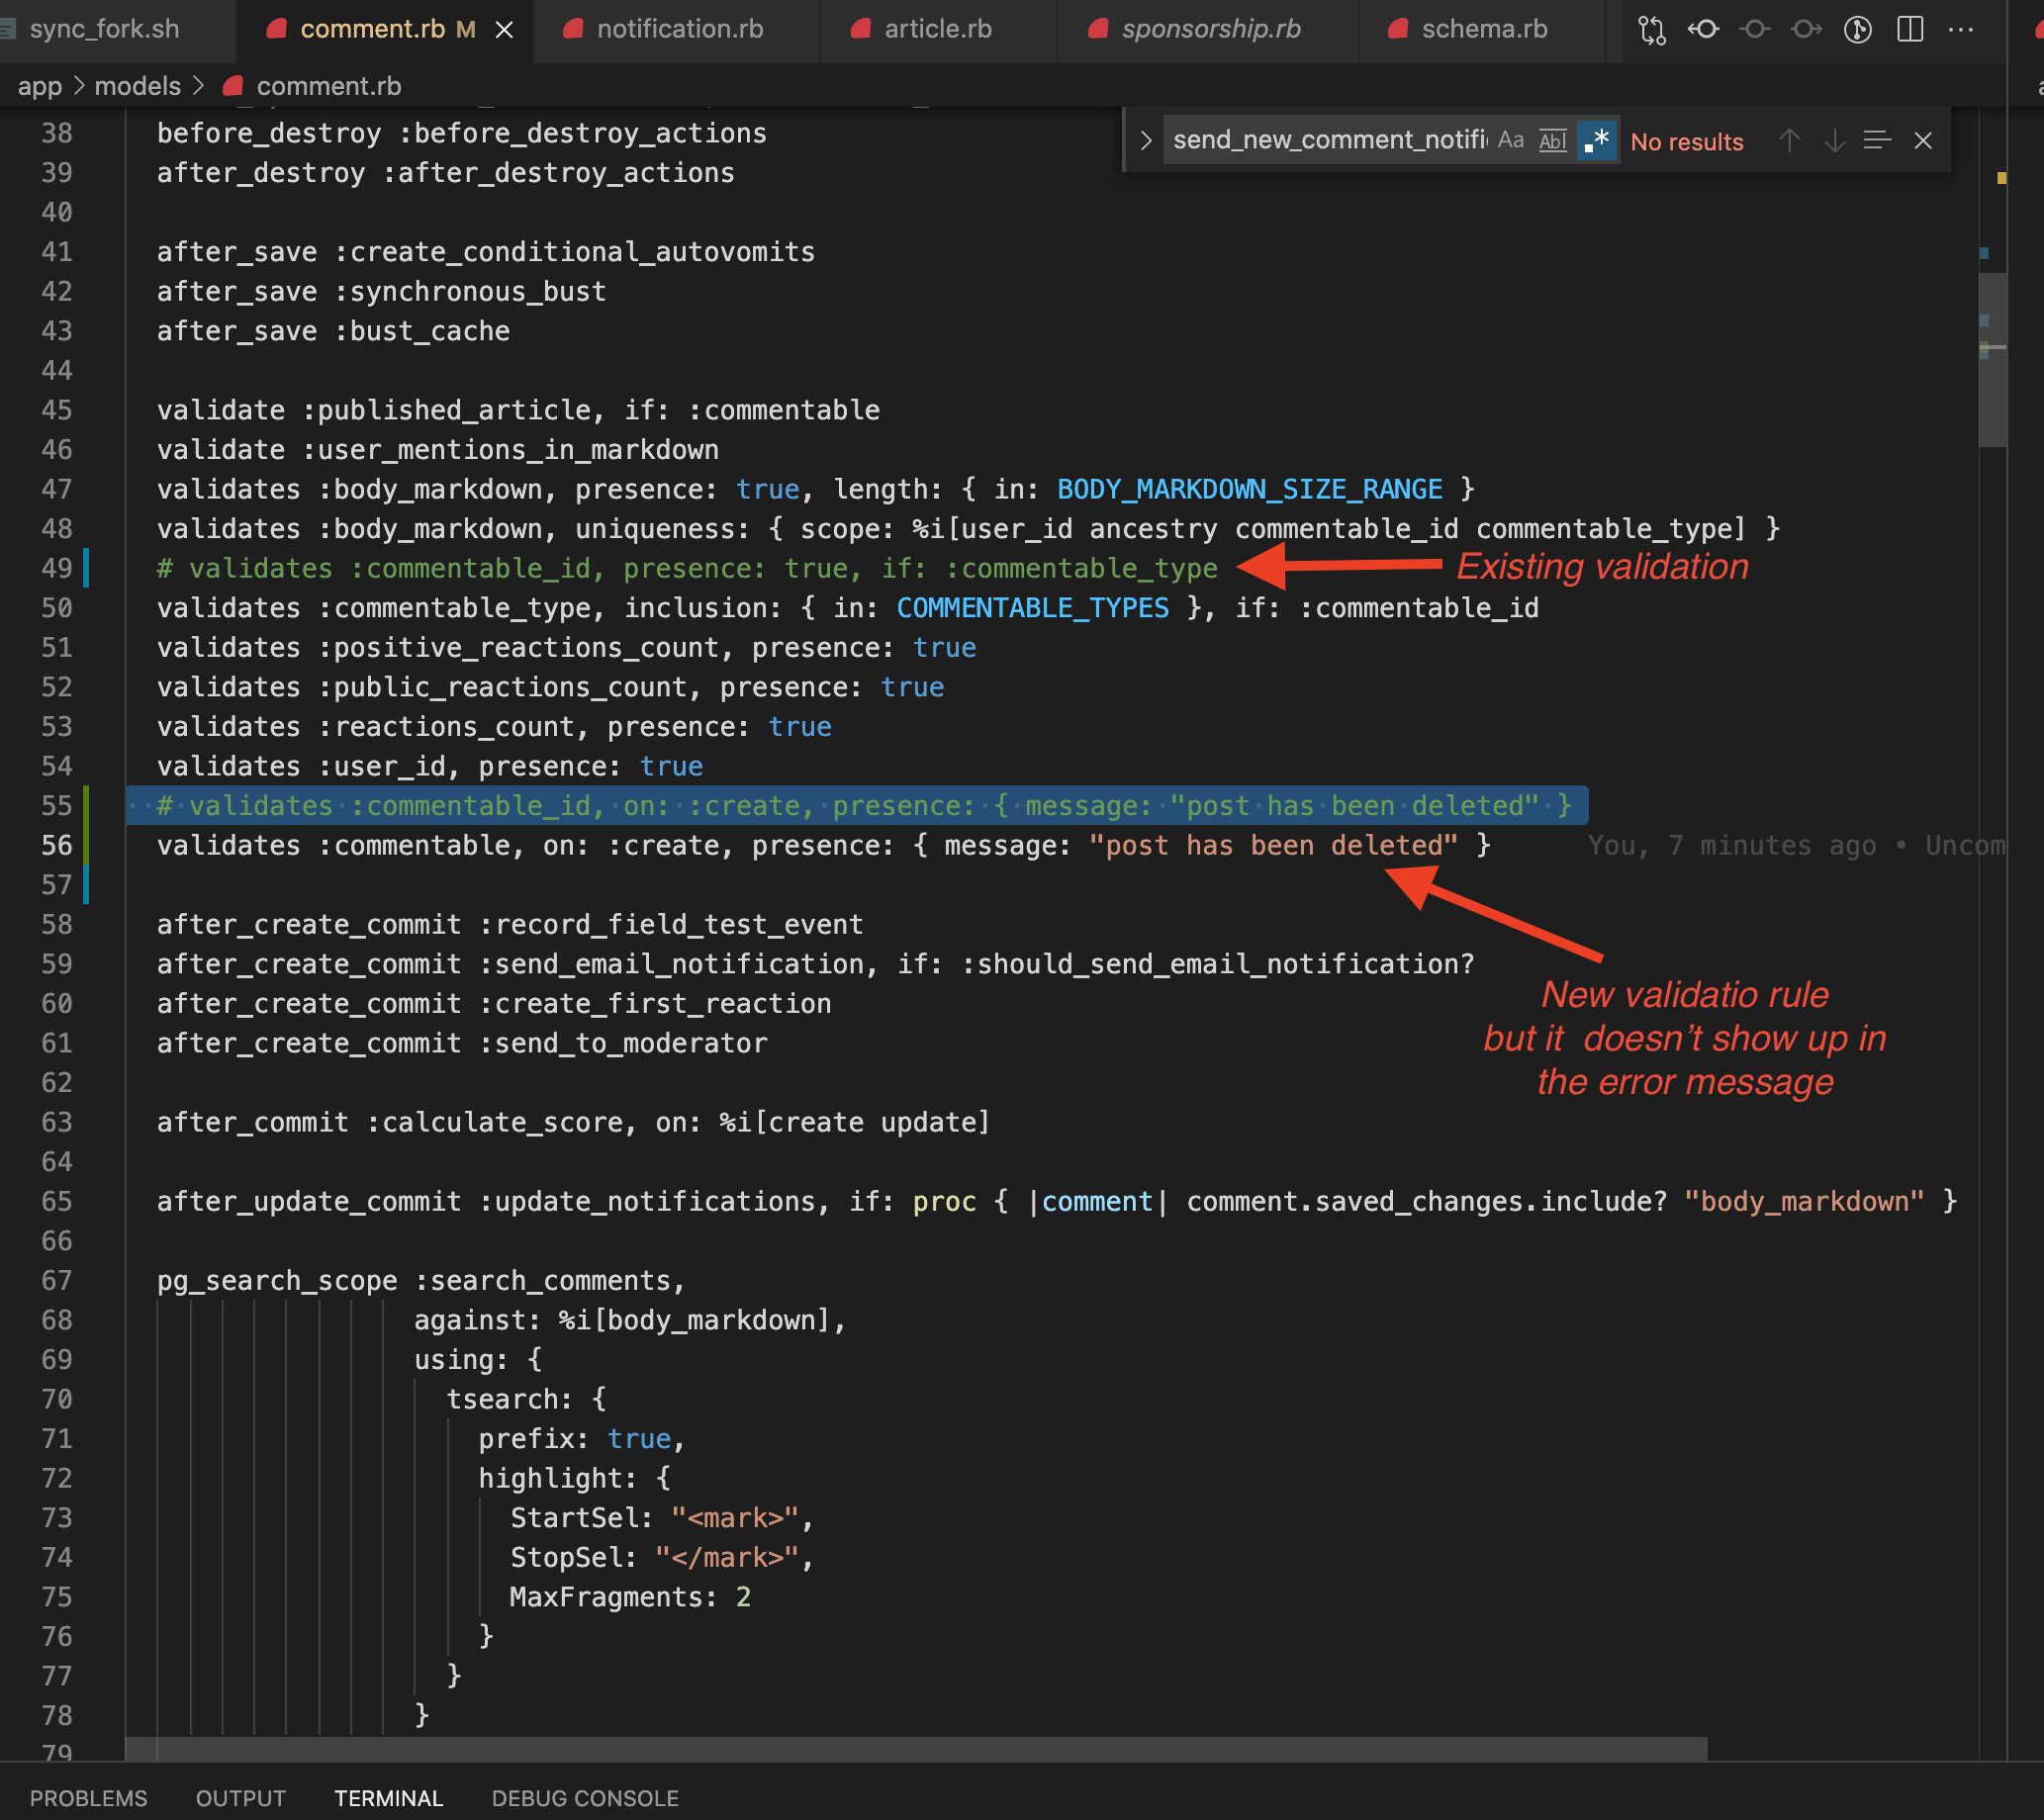 sync_fork.sh
comment.rb M
notification.rb
article.rb
sponsorship.rb
schema.rb
app > models > comment.rb
send_new_comment_notifi Aa Abl .* No results
38 before_destroy :before_destroy_actions
39 after_destroy :after_destroy_actions
40
41 after_save :create_conditional_autovomits
42 after_save :synchronous_bust
43 after_save :bust_cache
44
45 validate :published_article, if: :commentable
46 validate :user_mentions_in_markdown
47 validates :body_markdown, presence: true, length: { in: BODY_MARKDOWN_SIZE_RANGE }
48 validates :body_markdown, uniqueness: { scope: %i[user_id ancestry commentable_id commentable_type] }
49 # validates :commentable_id, presence: true, if: :commentable_type
Existing validation
50 validates :commentable_type, inclusion: { in: COMMENTABLE_TYPES }, if: :commentable_id
51 validates :positive_reactions_count, presence: true
52 validates :public_reactions_count, presence: true
53 validates :reactions_count, presence: true
54 validates :user_id, presence: true
55 # validates :commentable_id, on: :create, presence: { message: "post has been deleted" }
56 validates :commentable, on: :create, presence: { message: "post has been deleted" } You, 7 minutes ago • Uncom
57
58 after_create_commit :record_field_test_event
59 after_create_commit :send_email_notification, if: :should_send_email_notification?
60 after_create_commit :create_first_reaction
61 after_create_commit :send_to_moderator
New validatio rule
but it doesn't show up in
the error message
62
63 after_commit :calculate_score, on: %i[create update]
64
65 after_update_commit :update_notifications, if: proc { |comment| comment.saved_changes.include? "body_markdown" }
66
67 pg_search_scope :search_comments,
68 against: %i[body_markdown],
69 using: {
70 tsearch: {
71 prefix: true,
72 highlight: {
73 StartSel: "<mark>",
74 StopSel: "</mark>",
75 MaxFragments: 2
76 }
77 }
78 }
79
PROBLEMS OUTPUT TERMINAL DEBUG CONSOLE